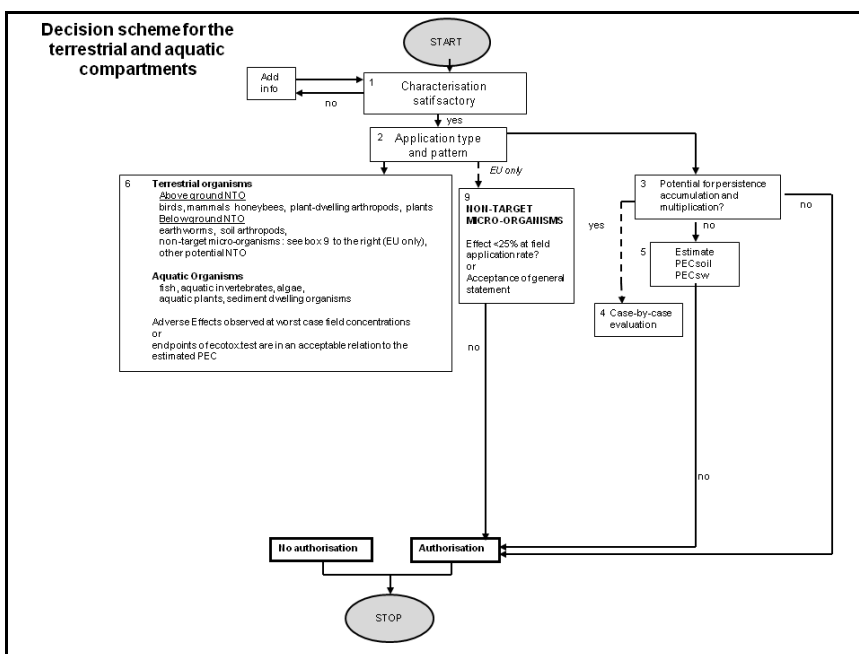 Decision scheme for the
terrestrial and aquatic
compartments
START
Add
info
no
1
Characterisation
satifsactory
yes
2
Application type
and pattern
EU only
6
Terrestrial organisms
Above ground NTO
birds, mammals honeybees, plant-dwelling arthropods, plants
Below ground NTO
earthworms, soil arthropods,
non-target micro-organisms: see box 9 to the right (EU only),
other potential NTO
Aquatic Organisms
fish, aquatic invertebrates, algae,
aquatic plants, sediment dwelling organisms
Adverse Effects observed at worst case field concentrations
or
endpoints of ecotox.test are in an acceptable relation to the
estimated PEC
9
NON-TARGET
MICRO-ORGANISMS
Effect <25% at field
application rate?
or
Acceptance of general
statement
no
3
Potential for persistence
accumulation and
multiplication?
yes
no
no
5
Estimate
PECsoil
PECsw
4 Case-by-case
evaluation
no
No authorisation
Authorisation
STOP